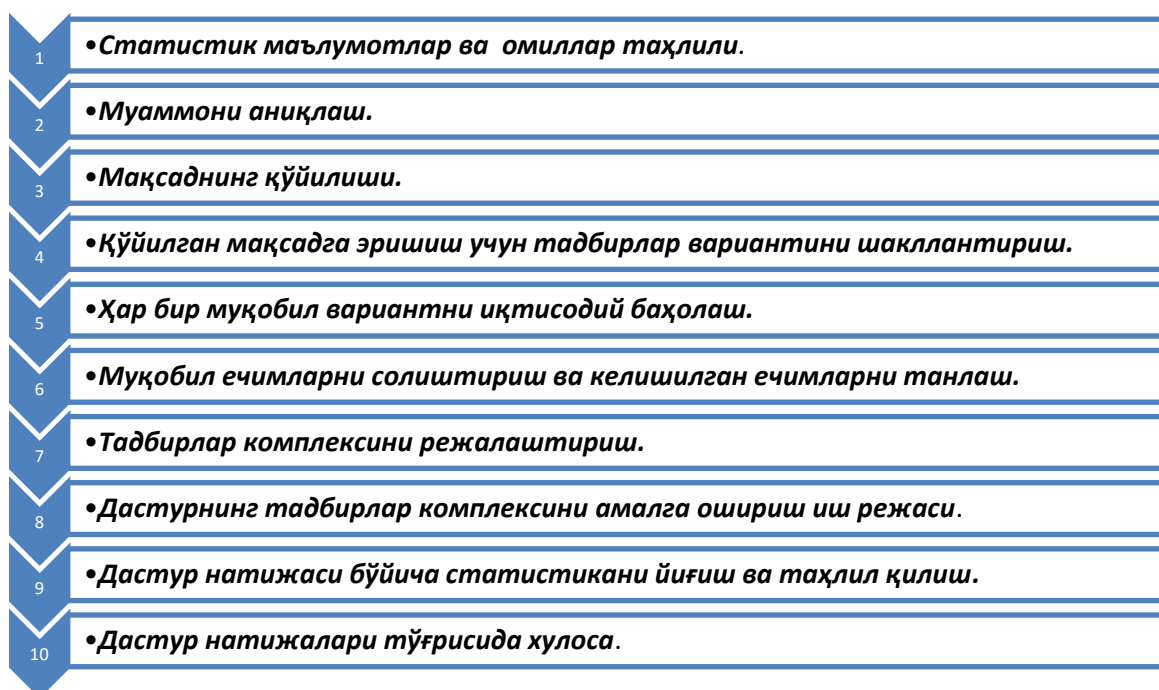 1 •Статистик маълумотлар ва омиллар таҳлили.
2 •Муаммони аниқлаш.
3 •Мақсаднинг қўйилиши.
4 •Қўйилган мақсадга эришиш учун тадбирлар вариантини шакллантириш.
5 •Ҳар бир муқобил вариантни иқтисодий баҳолаш.
6 •Муқобил ечимларни солиштириш ва келишилган ечимларни танлаш.
7 •Тадбирлар комплексини режалаштириш.
8 •Дастурнинг тадбирлар комплексини амалга ошириш иш режаси.
9 •Дастур натижаси бўйича статистикани йиғиш ва таҳлил қилиш.
10 •Дастур натижалари тўғрисида хулоса.